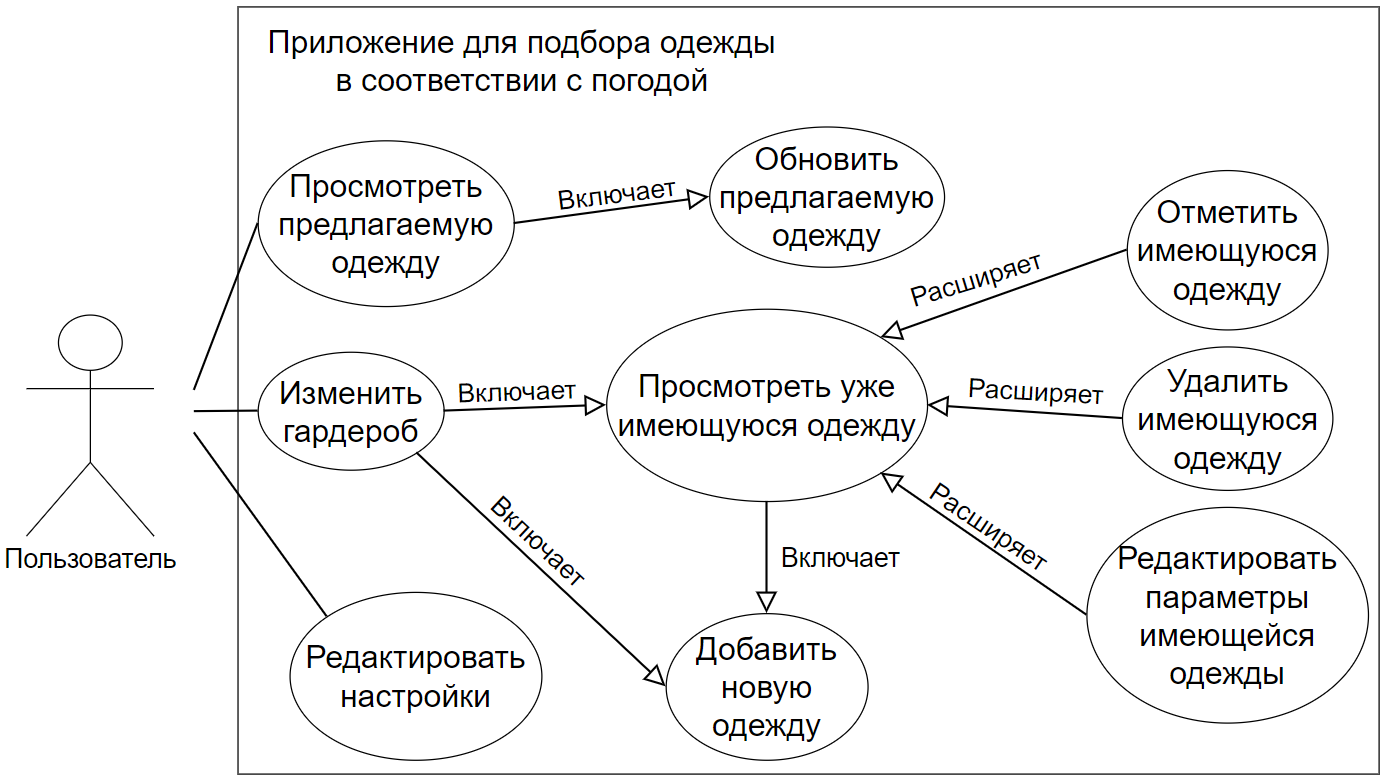 Приложение для подбора одежды
в соответствии с погодой
Просмотреть
предлагаемую
одежду
Включает
Обновить
предлагаемую
одежду
Отметить
имеющуюся
одежду
Расширяет
Изменить
гардероб
Включает
Просмотреть уже
имеющуюся одежду
Расширяет
Удалить
имеющуюся
одежду
Включает
Включает
Расширяет
Редактировать
параметры
имеющейся
одежды
Пользователь
Редактировать
настройки
Добавить
новую
одежду